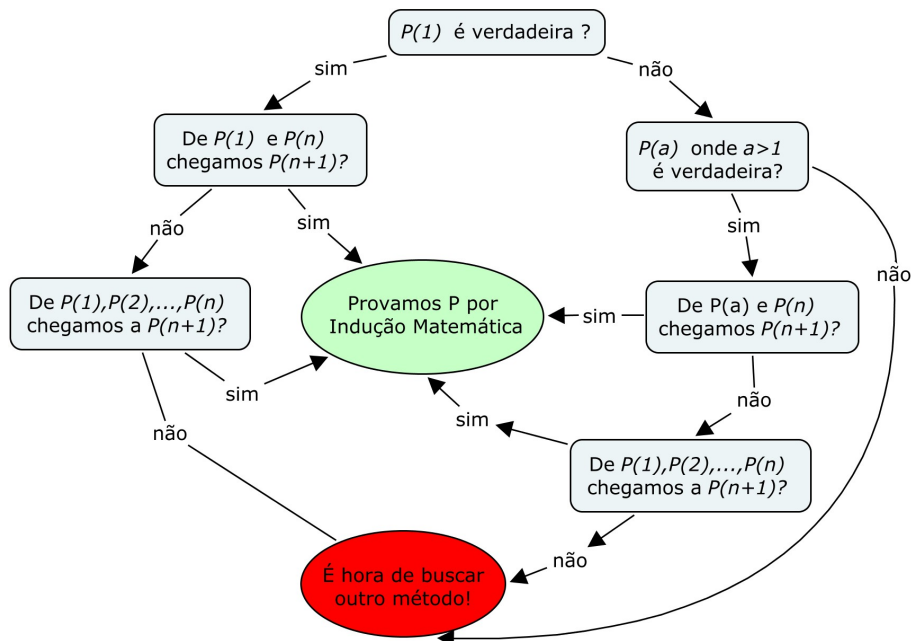 P(1) é verdadeira ?
sim
não
De P(1) e P(n)
chegamos P(n+1)?
P(a) onde a>1
é verdadeira?
não
sim
sim
não
De P(1),P(2),...,P(n)
chegamos a P(n+1)?
Provamos P por
Indução Matemática
sim
De P(a) e P(n)
chegamos P(n+1)?
sim
não
sim
não
De P(1),P(2),...,P(n)
chegamos a P(n+1)?
não
É hora de buscar
outro método!